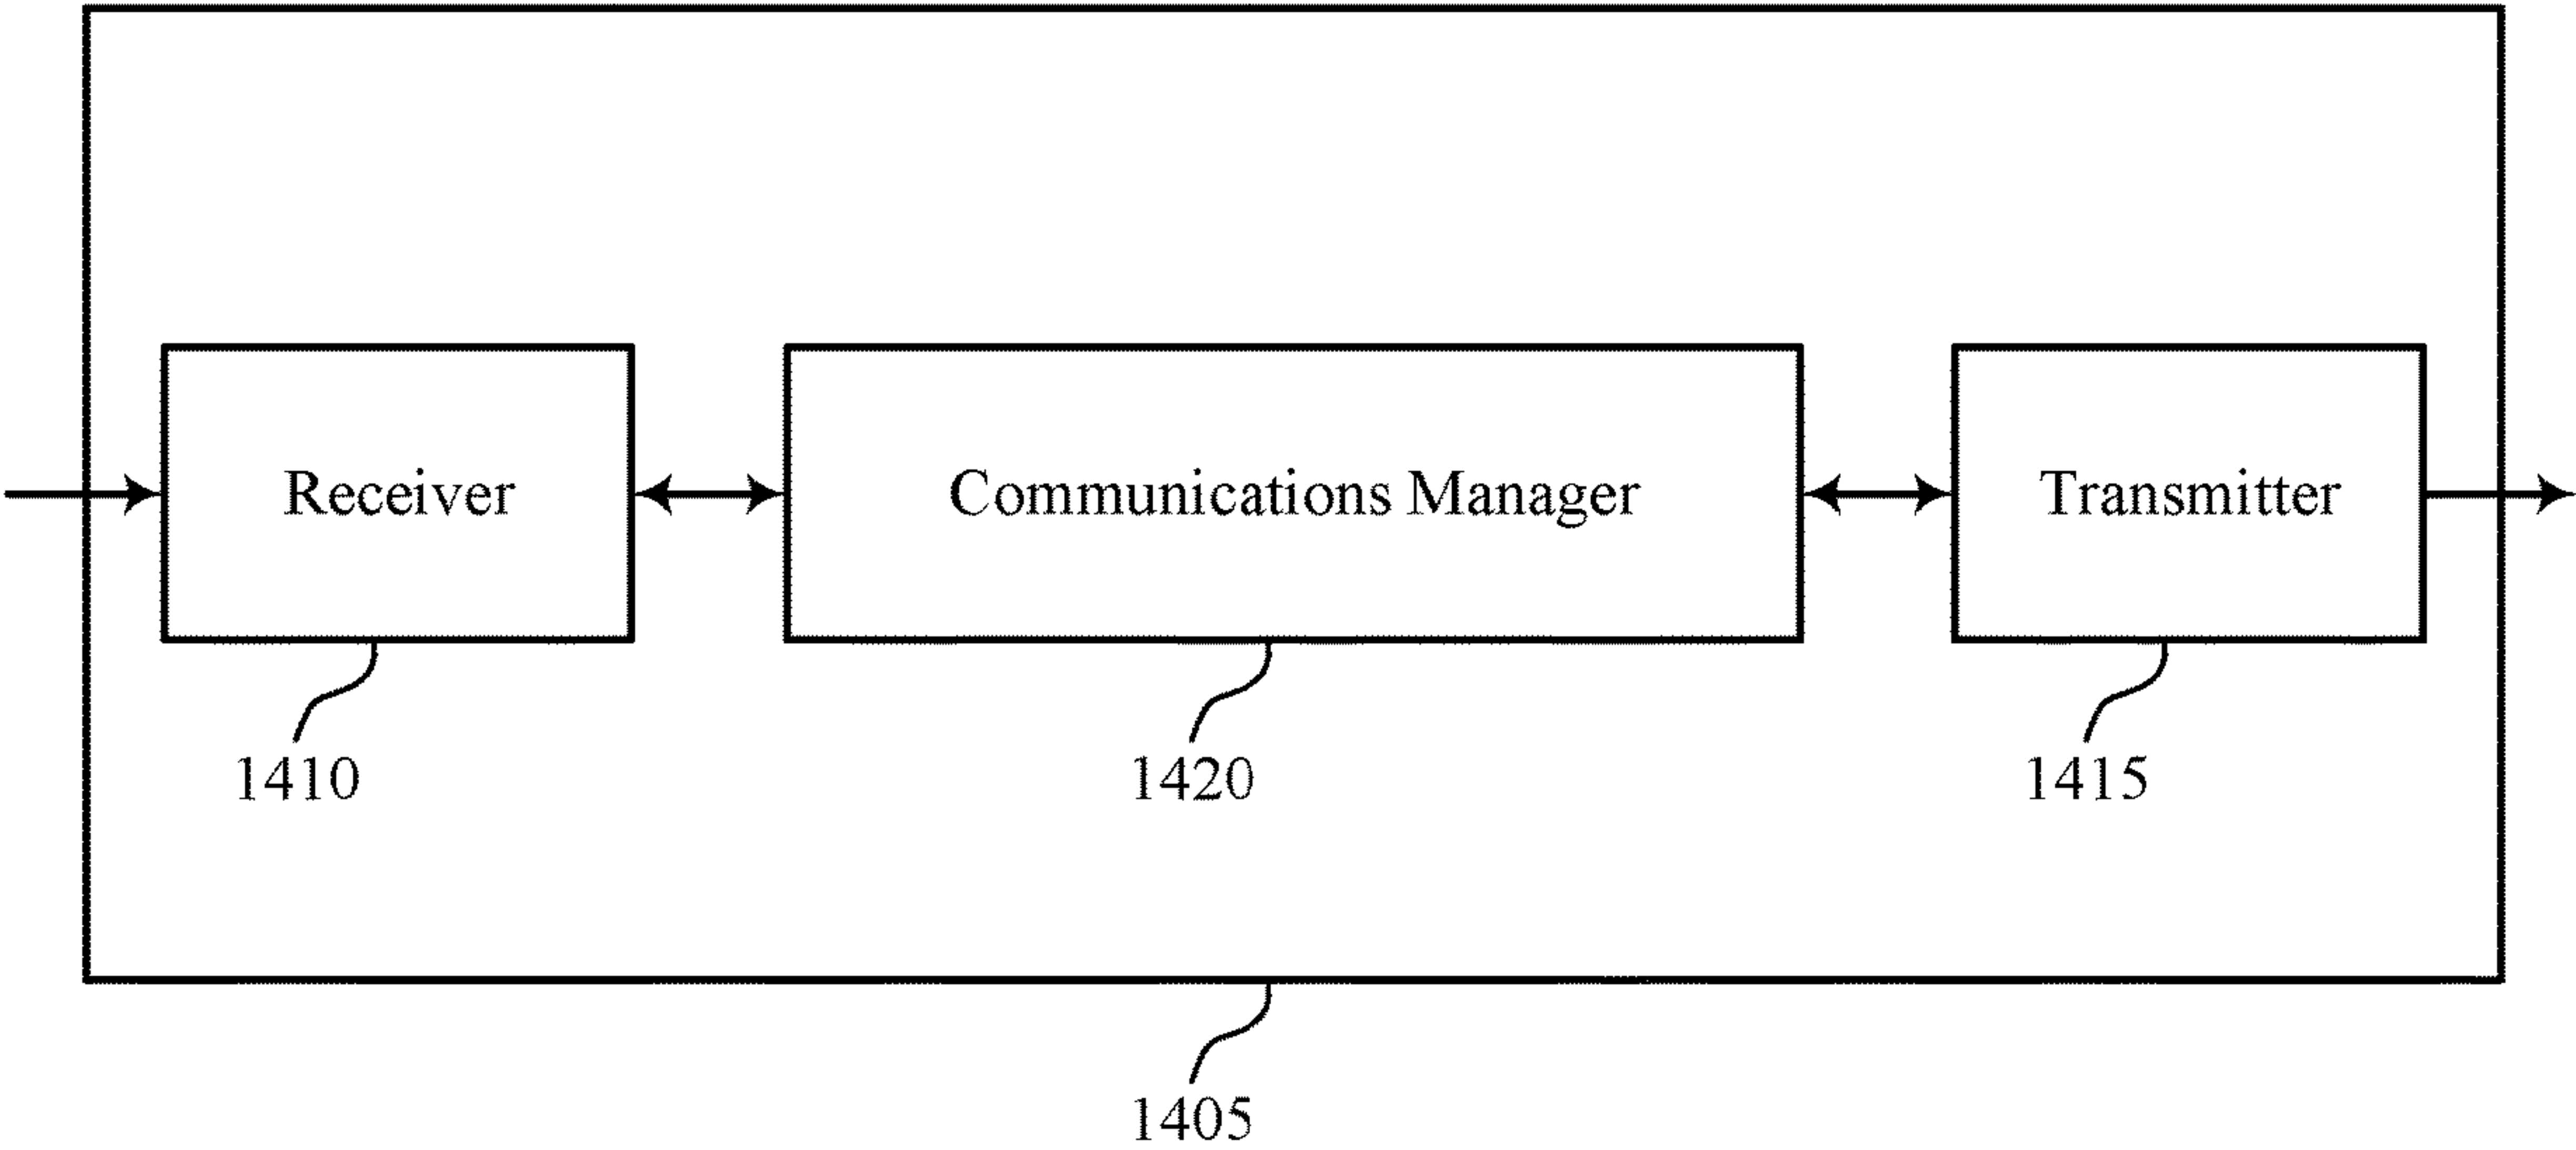 Receiver
Communications Manager
Transmitter
1410
1420
1415
1405